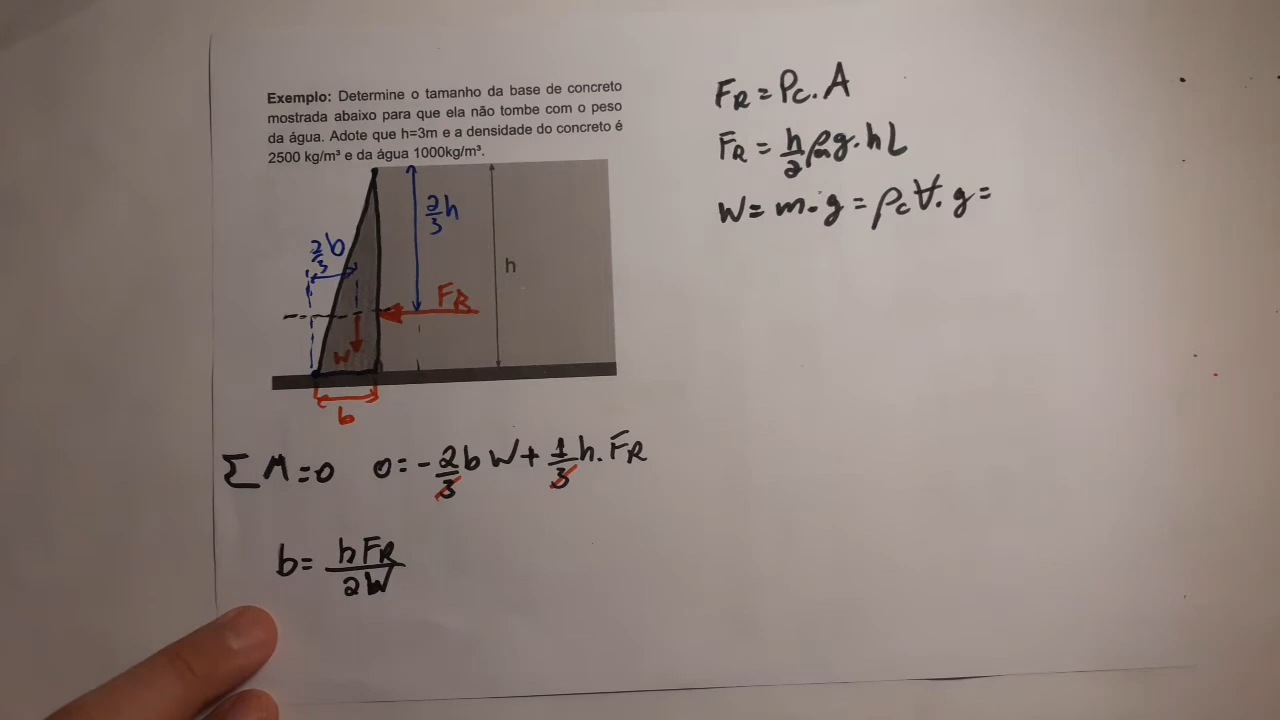 Exemplo: Determine o tamanho da base de concreto
mostrada abaixo para que ela não tombe com o peso
da água. Adote que h=3m e a densidade do concreto é
2500 kg/m³ e da água 1000kg/m³.
2/3 h
2/3 b
h
FR
W
b
ΣM=0 0=-2/3 b W+1/3 h.FR
b= hFR/2W
FR=Pc.A
FR=h/2 ρag.hL
W=m.g=ρc∀.g=